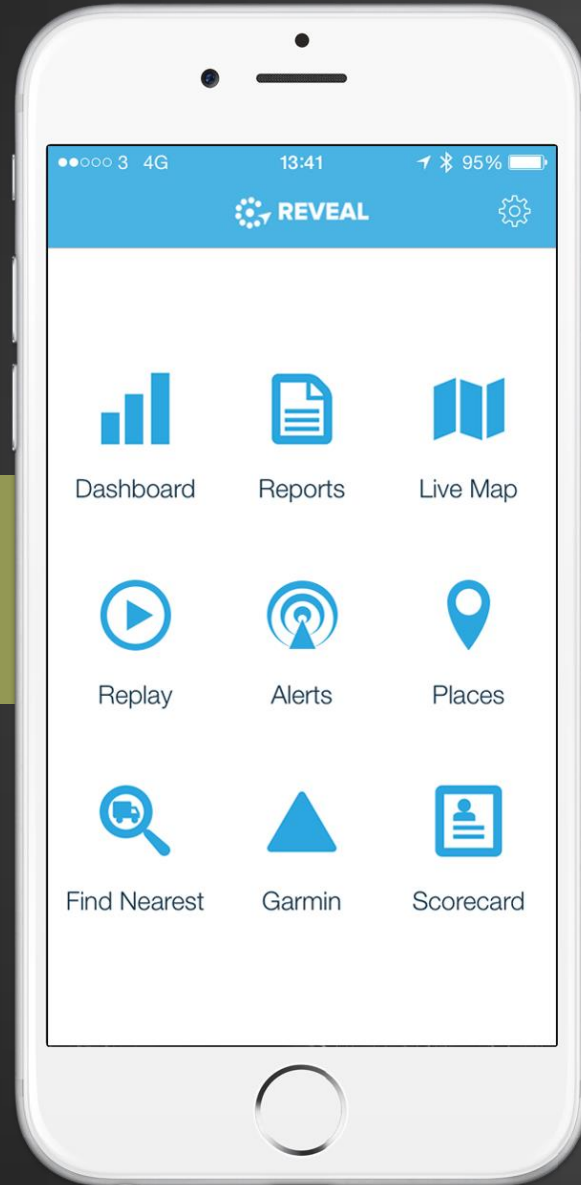 3 4G 13:41 95%
REVEAL
Dashboard Reports Live Map
Replay Alerts Places
Find Nearest Garmin Scorecard